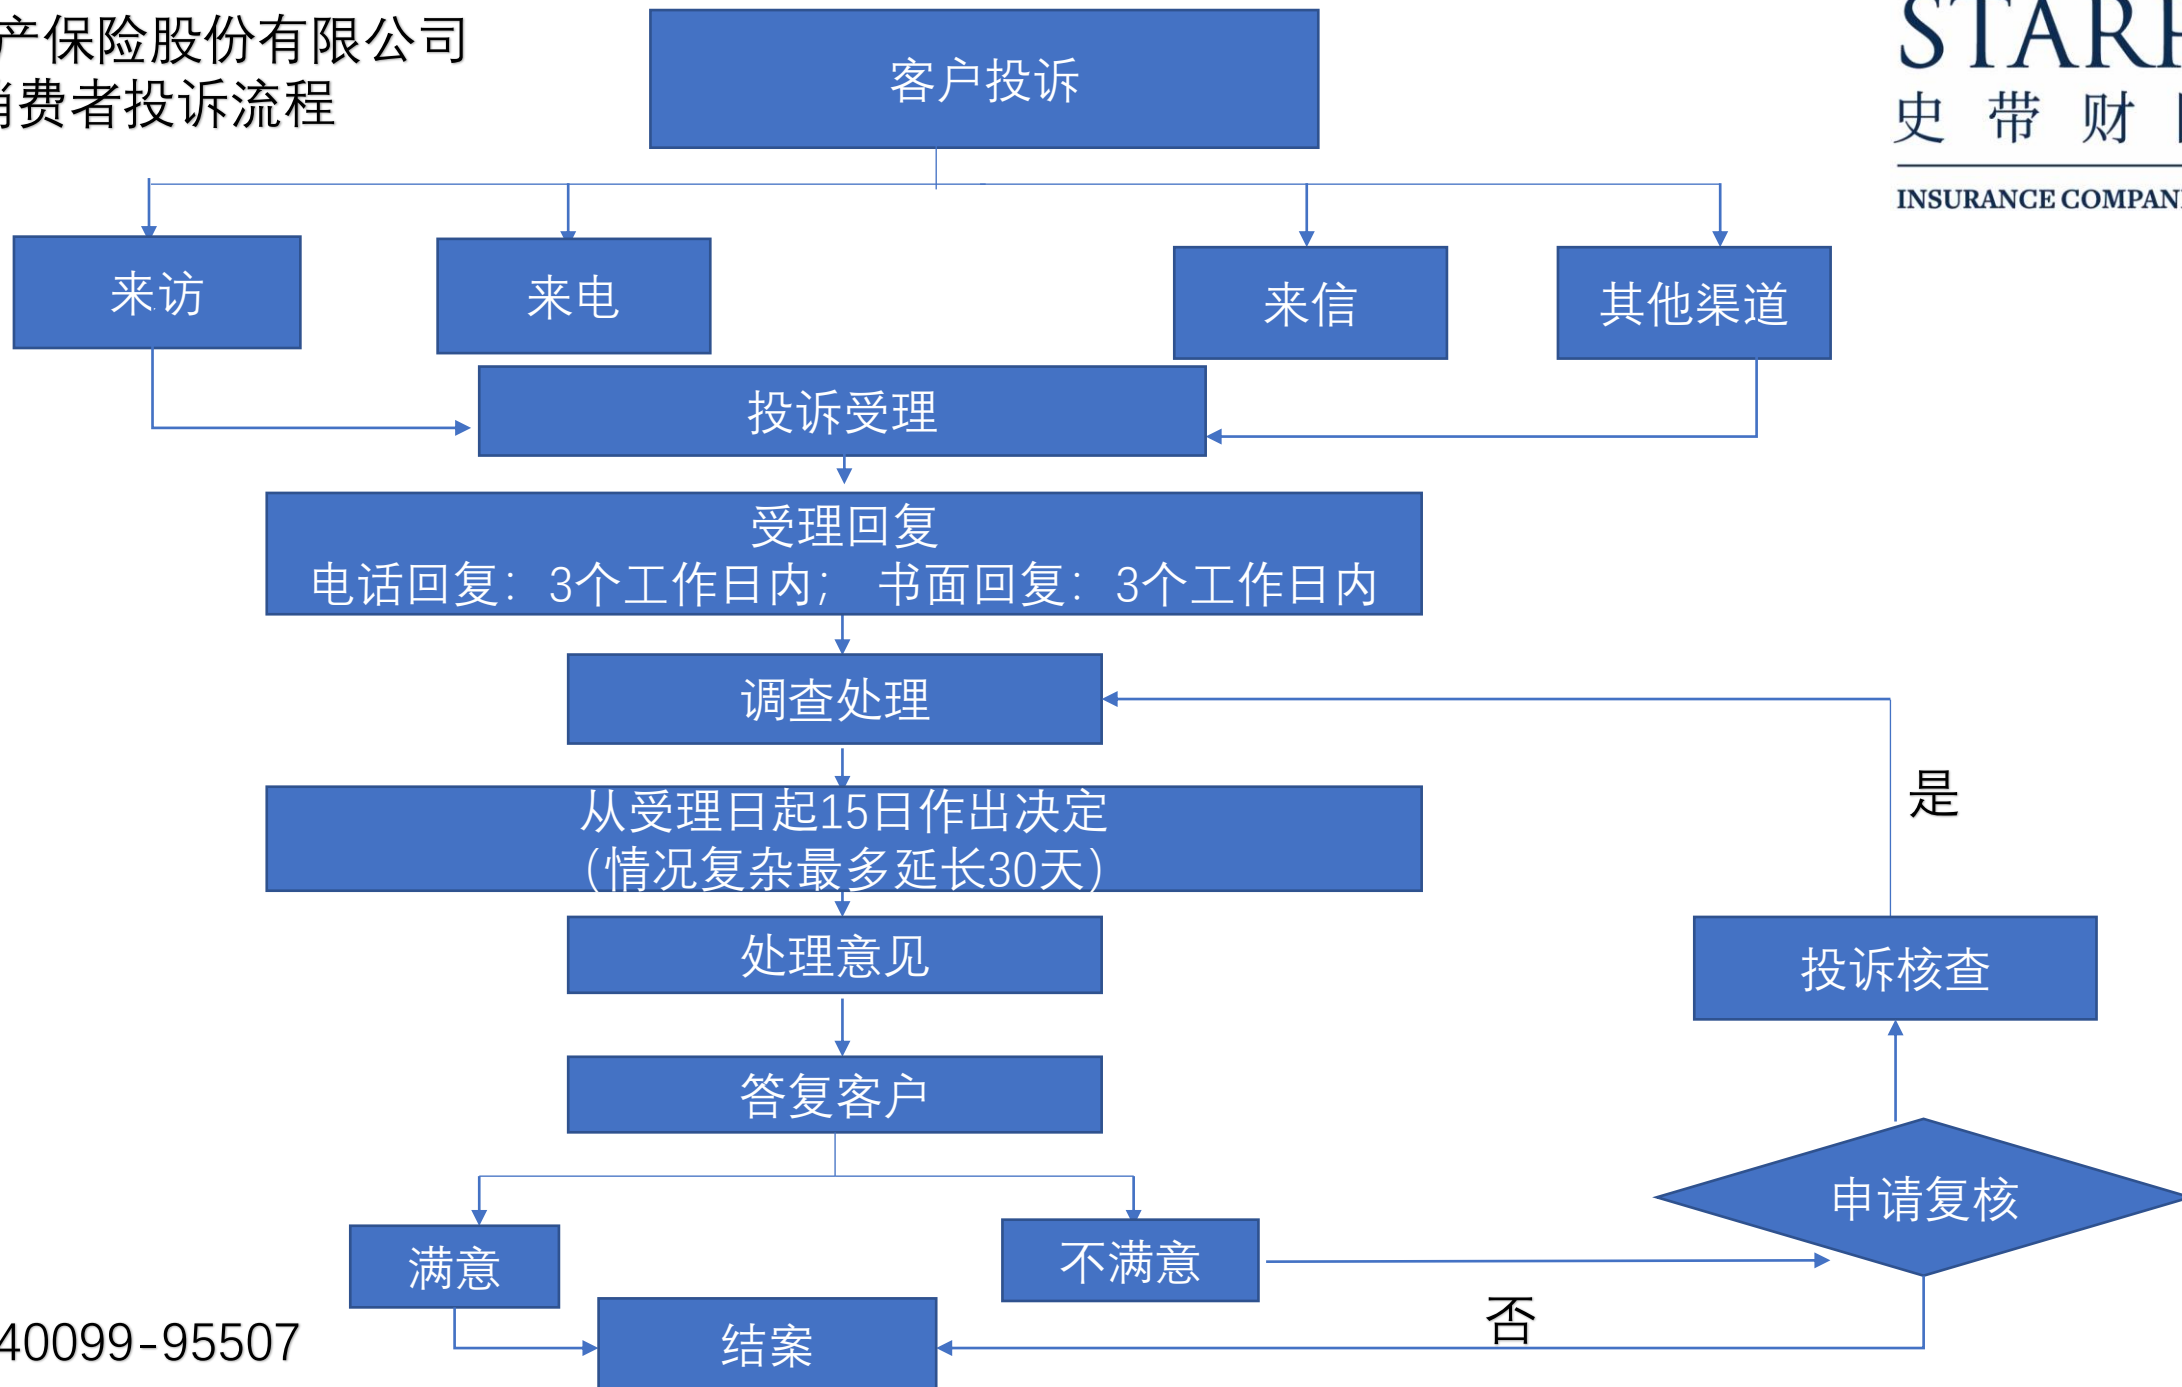 产保险股份有限公司
消费者投诉流程
STARR
史带财
INSURANCE COMPAN
客户投诉
来访
来电
来信
其他渠道
投诉受理
受理回复
电话回复：3个工作日内； 书面回复：3个工作日内
调查处理
从受理日起15日作出决定
（情况复杂最多延长30天）
是
处理意见
投诉核查
答复客户
申请复核
满意
不满意
否
结案
40099-95507